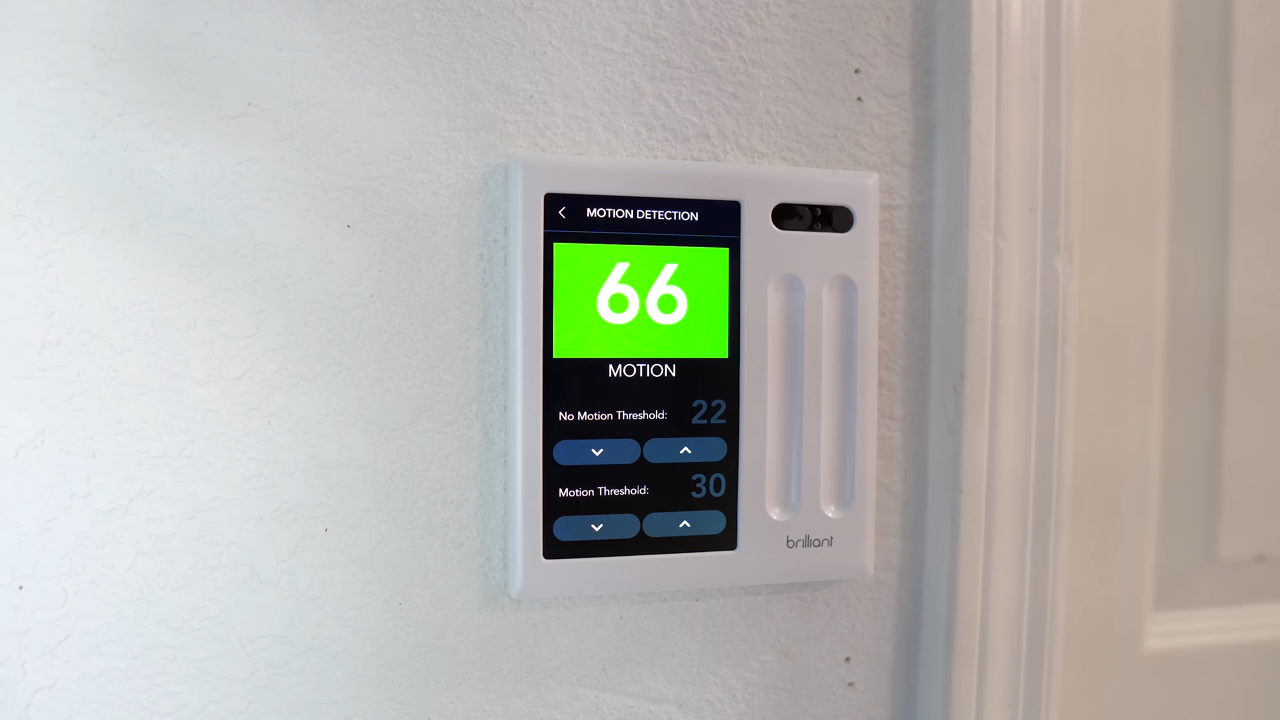 MOTION DETECTION
66
MOTION
No Motion Threshold: 22
Motion Threshold: 30
brilliant